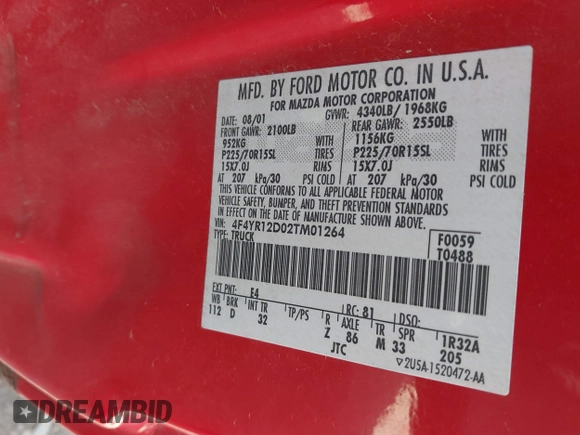 MFD. BY FORD MOTOR CO. IN U.S.A.
FOR MAZDA MOTOR CORPORATION
DATE: 08/01 GVWR: 4340LB/ 1968KG
FRONT GAWR: 2100LB REAR GAWR: 2550LB
952KG WITH 1156KG WITH
P225/70R15SL TIRES P225/70R15SL TIRES
15X7.0J RIMS 15X7.0J RIMS
AT 207 kPa/30 PSI COLD AT 207 kPa/30 PSI COLD
THIS VEHICLE CONFORMS TO ALL APPLICABLE FEDERAL MOTOR
VEHICLE SAFETY, BUMPER, AND THEFT PREVENTION STANDARDS
IN EFFECT ON THE DATE OF MANUFACTURE SHOWN ABOVE.
VIN: 4F4YR12D02TM01264
TYPE: TRUCK
F0059
T0488
EXT PNT: E4 RC: 81 DSO:
WB BRK INT TR TP/PS R AXLE TR SPR 1R32A
112 D 32 Z 86 M 33 205
JTC ▽2U5A-1520472-AA
DREAMBID